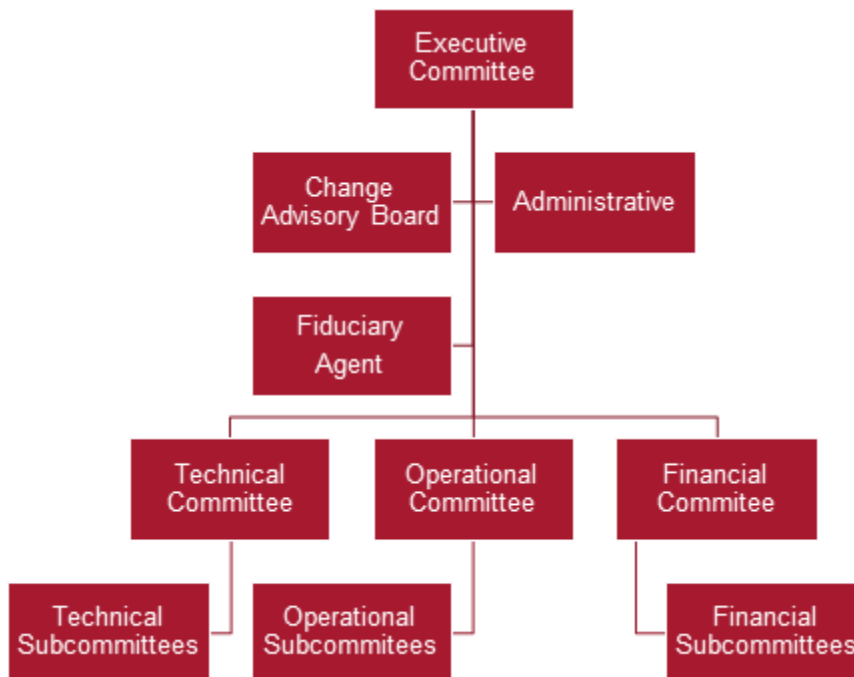 Executive
Committee
Change
Advisory Board
Administrative
Fiduciary
Agent
Technical
Committee
Operational
Committee
Financial
Commitee
Technical
Subcommittees
Operational
Subcommitees
Financial
Subcommittees